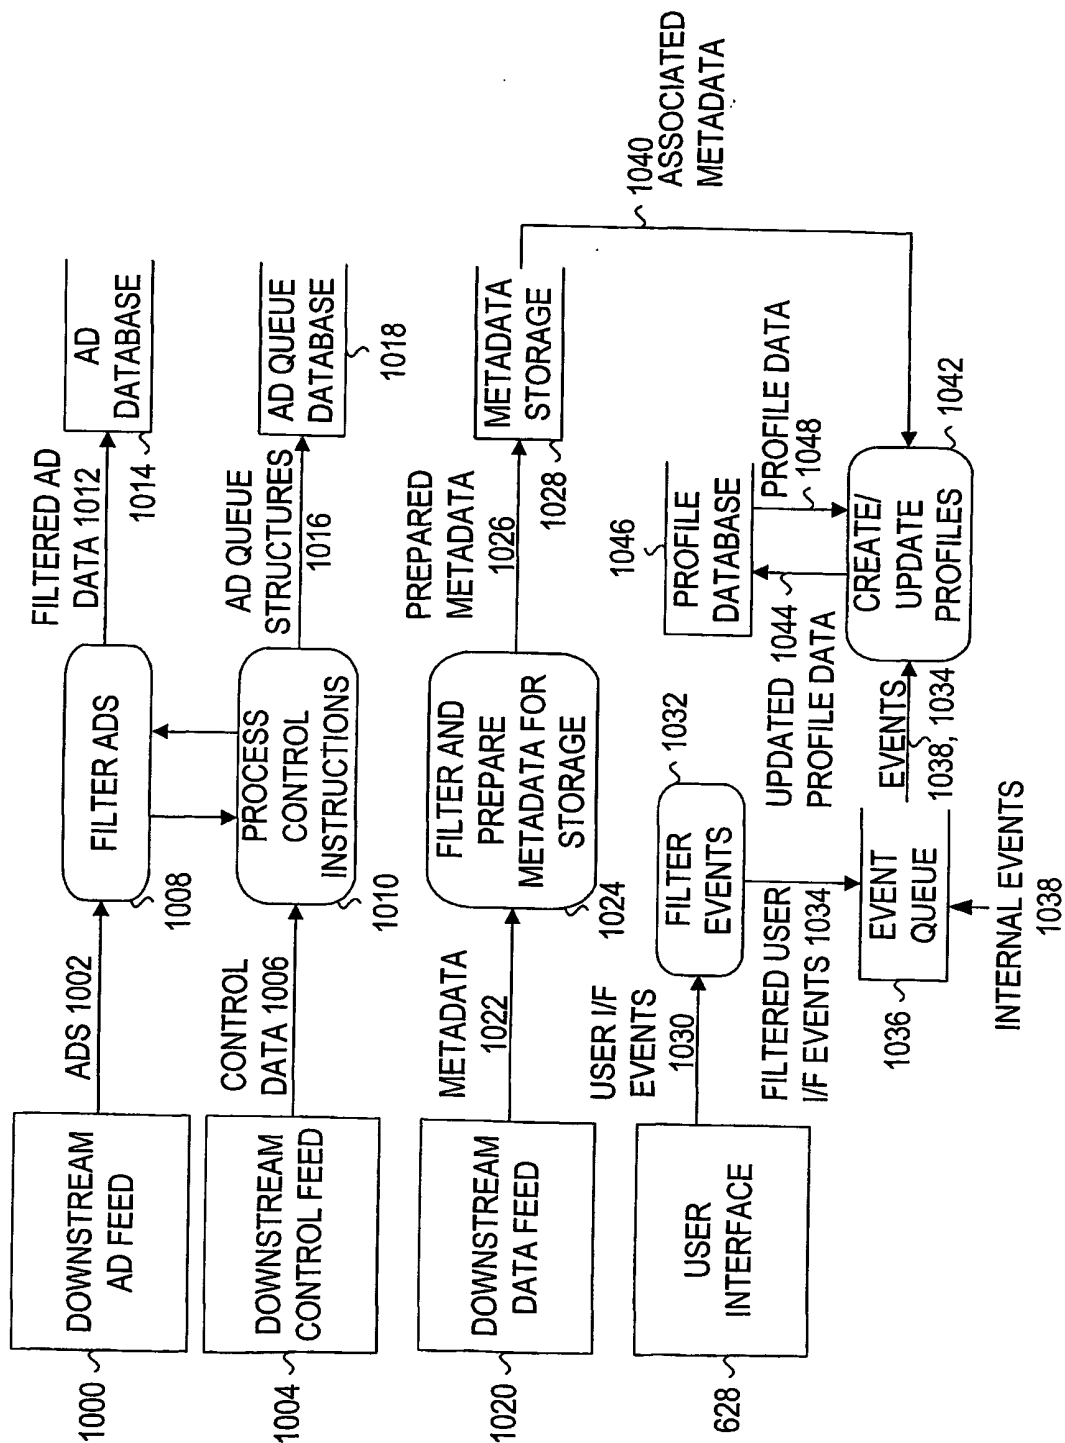 DOWNSTREAM
AD FEED
1000
ADS 1002
FILTER ADS
1008
FILTERED AD
DATA 1012
AD
DATABASE
1014
DOWNSTREAM
CONTROL FEED
1004
CONTROL
DATA 1006
PROCESS
CONTROL
INSTRUCTIONS
1010
AD QUEUE
STRUCTURES
1016
AD QUEUE
DATABASE
1018
DOWNSTREAM
DATA FEED
1020
METADATA
1022
FILTER AND
PREPARE
METADATA FOR
STORAGE
1024
PREPARED
METADATA
1026
METADATA
STORAGE
1028
1040
ASSOCIATED
METADATA
USER
INTERFACE
628
USER I/F
EVENTS
1030
FILTER
EVENTS
1032
FILTERED USER
I/F EVENTS 1034
EVENT
QUEUE
1036
INTERNAL EVENTS
1038
EVENTS
1038, 1034
CREATE/
UPDATE
PROFILES
1042
UPDATED 1044
PROFILE DATA
PROFILE
DATABASE
1046
PROFILE DATA
1048